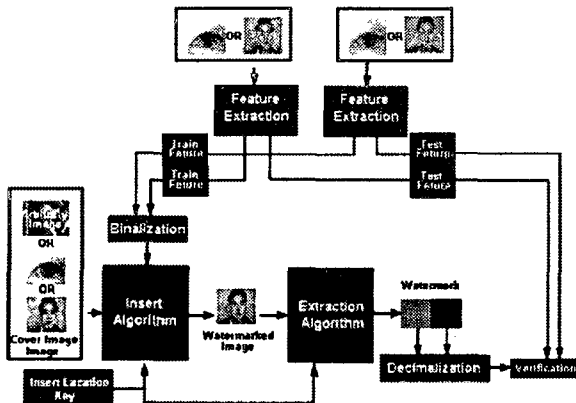 OR
OR
Feature
Extraction
Feature
Extraction
Train
Feature
Train
Feature
Test
Feature
Test
Feature
Binalization
Image
OR
OR
Cover Image
Image
Insert
Algorithm
Watermarked
Image
Extraction
Algorithm
Watermark
Decimalization
Verification
Insert Location
Key